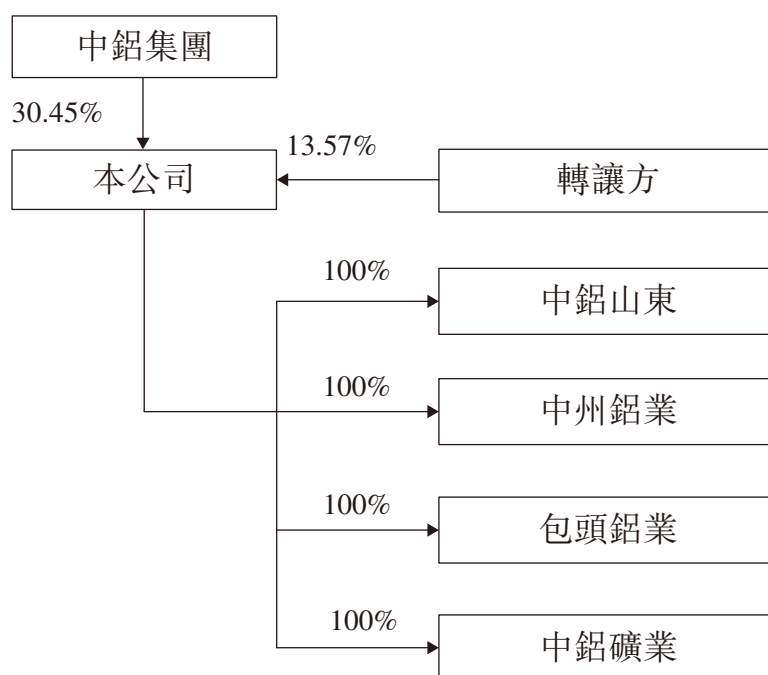 中鋁集團
30.45%
13.57%
本公司
轉讓方
100%
中鋁山東
100%
中州鋁業
100%
包頭鋁業
100%
中鋁礦業